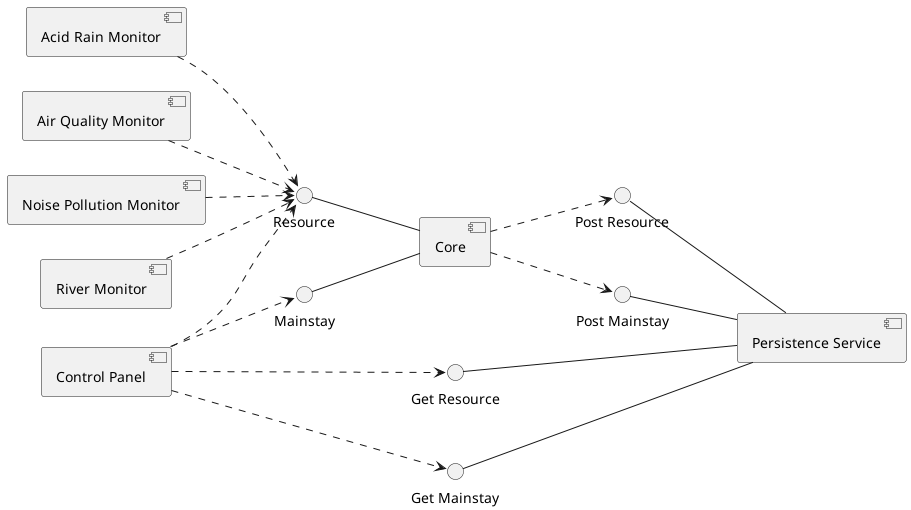 Acid Rain Monitor
Air Quality Monitor
Noise Pollution Monitor
River Monitor
Control Panel
Resource
Mainstay
Core
Post Resource
Post Mainstay
Get Resource
Get Mainstay
Persistence Service